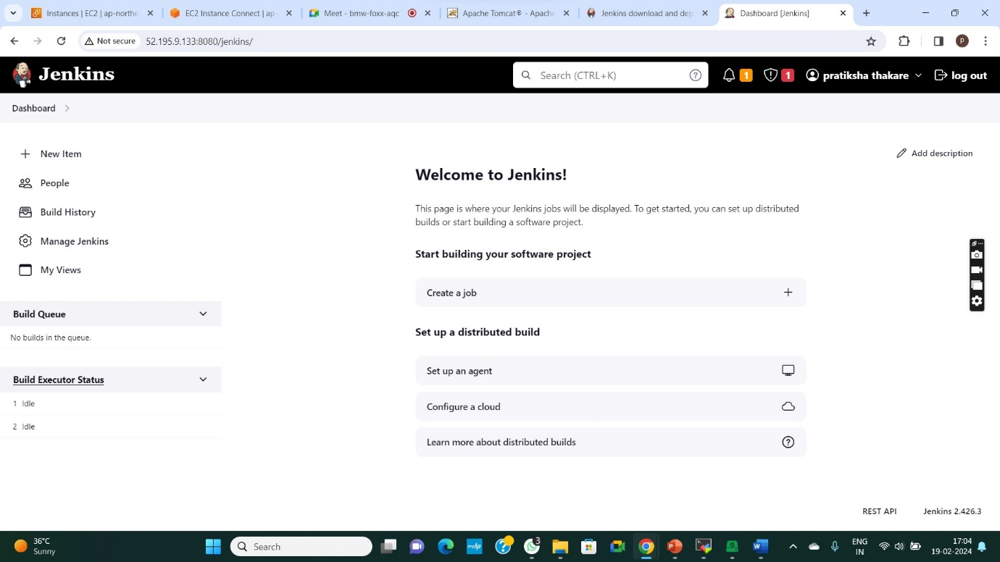 Instances | EC2 | ap-northe
EC2 Instance Connect | ap-
Meet - bmw-foxx-aqc
Apache Tomcat® - Apache
Jenkins download and dep
Dashboard [Jenkins]
Not secure
52.195.9.133:8080/jenkins/
P
Jenkins
Search (CTRL+K)
1
1
pratiksha thakare
log out
Dashboard
New Item
People
Build History
Manage Jenkins
My Views
Build Queue
No builds in the queue.
Build Executor Status
1 Idle
2 Idle
Add description
Welcome to Jenkins!
This page is where your Jenkins jobs will be displayed. To get started, you can set up distributed
builds or start building a software project.
Start building your software project
Create a job
Set up a distributed build
Set up an agent
Configure a cloud
Learn more about distributed builds
REST API
Jenkins 2.426.3
36°C
Sunny
Search
myhp
3
ENG
IN
17:04
19-02-2024